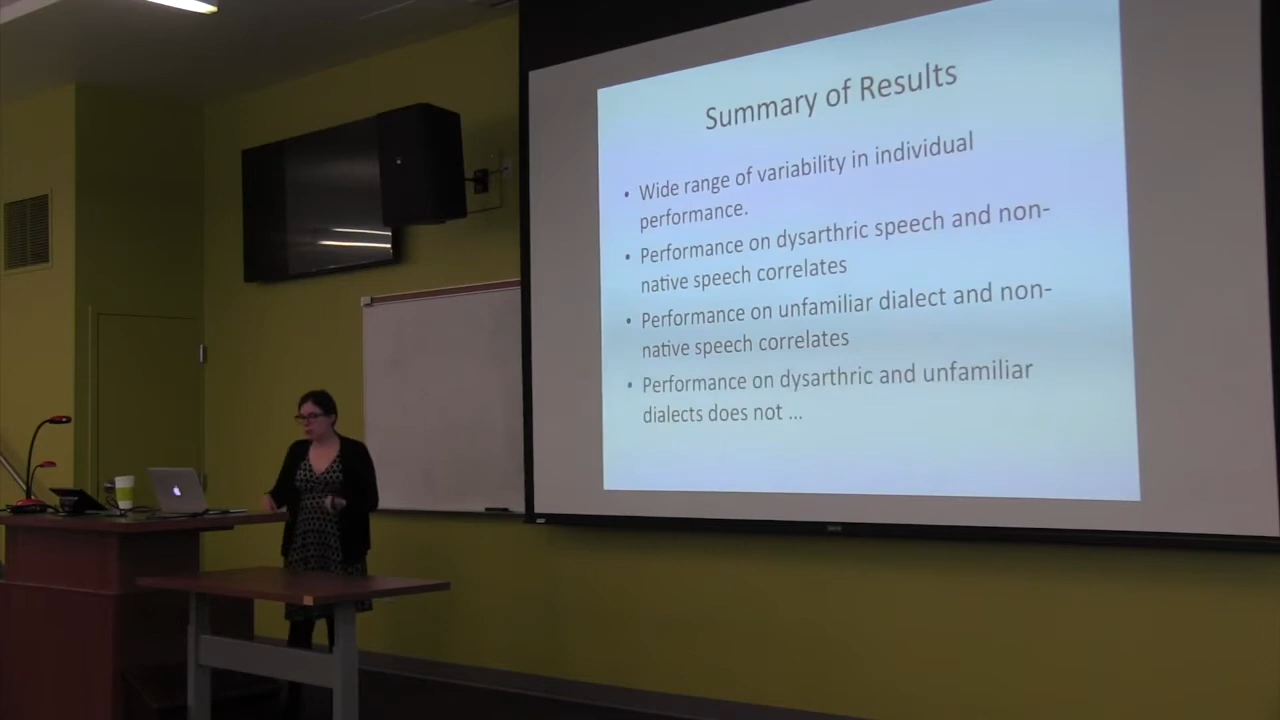 Summary of Results
• Wide range of variability in individual
performance.
• Performance on dysarthric speech and non-
native speech correlates
• Performance on unfamiliar dialect and non-
native speech correlates
• Performance on dysarthric and unfamiliar
dialects does not ...